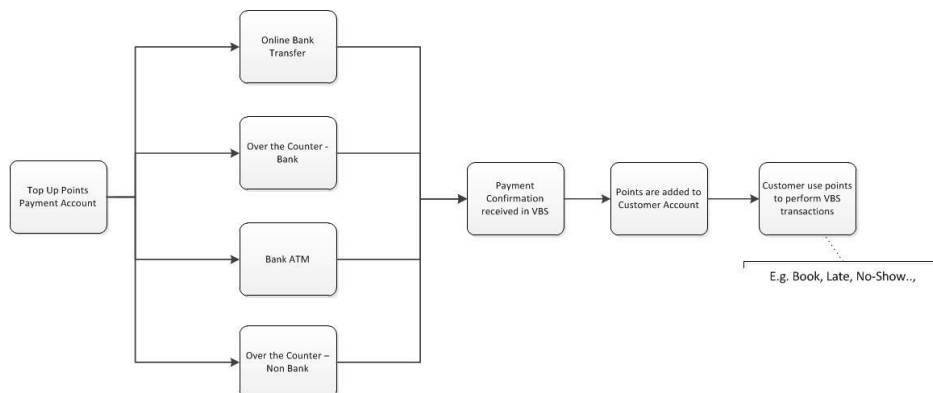 Online Bank
Transfer
Over the Counter -
Bank
Top Up Points
Payment Account
Bank ATM
Over the Counter –
Non Bank
Payment
Confirmation
received in VBS
Points are added to
Customer Account
Customer use points
to perform VBS
transactions
E.g. Book, Late, No-Show..,